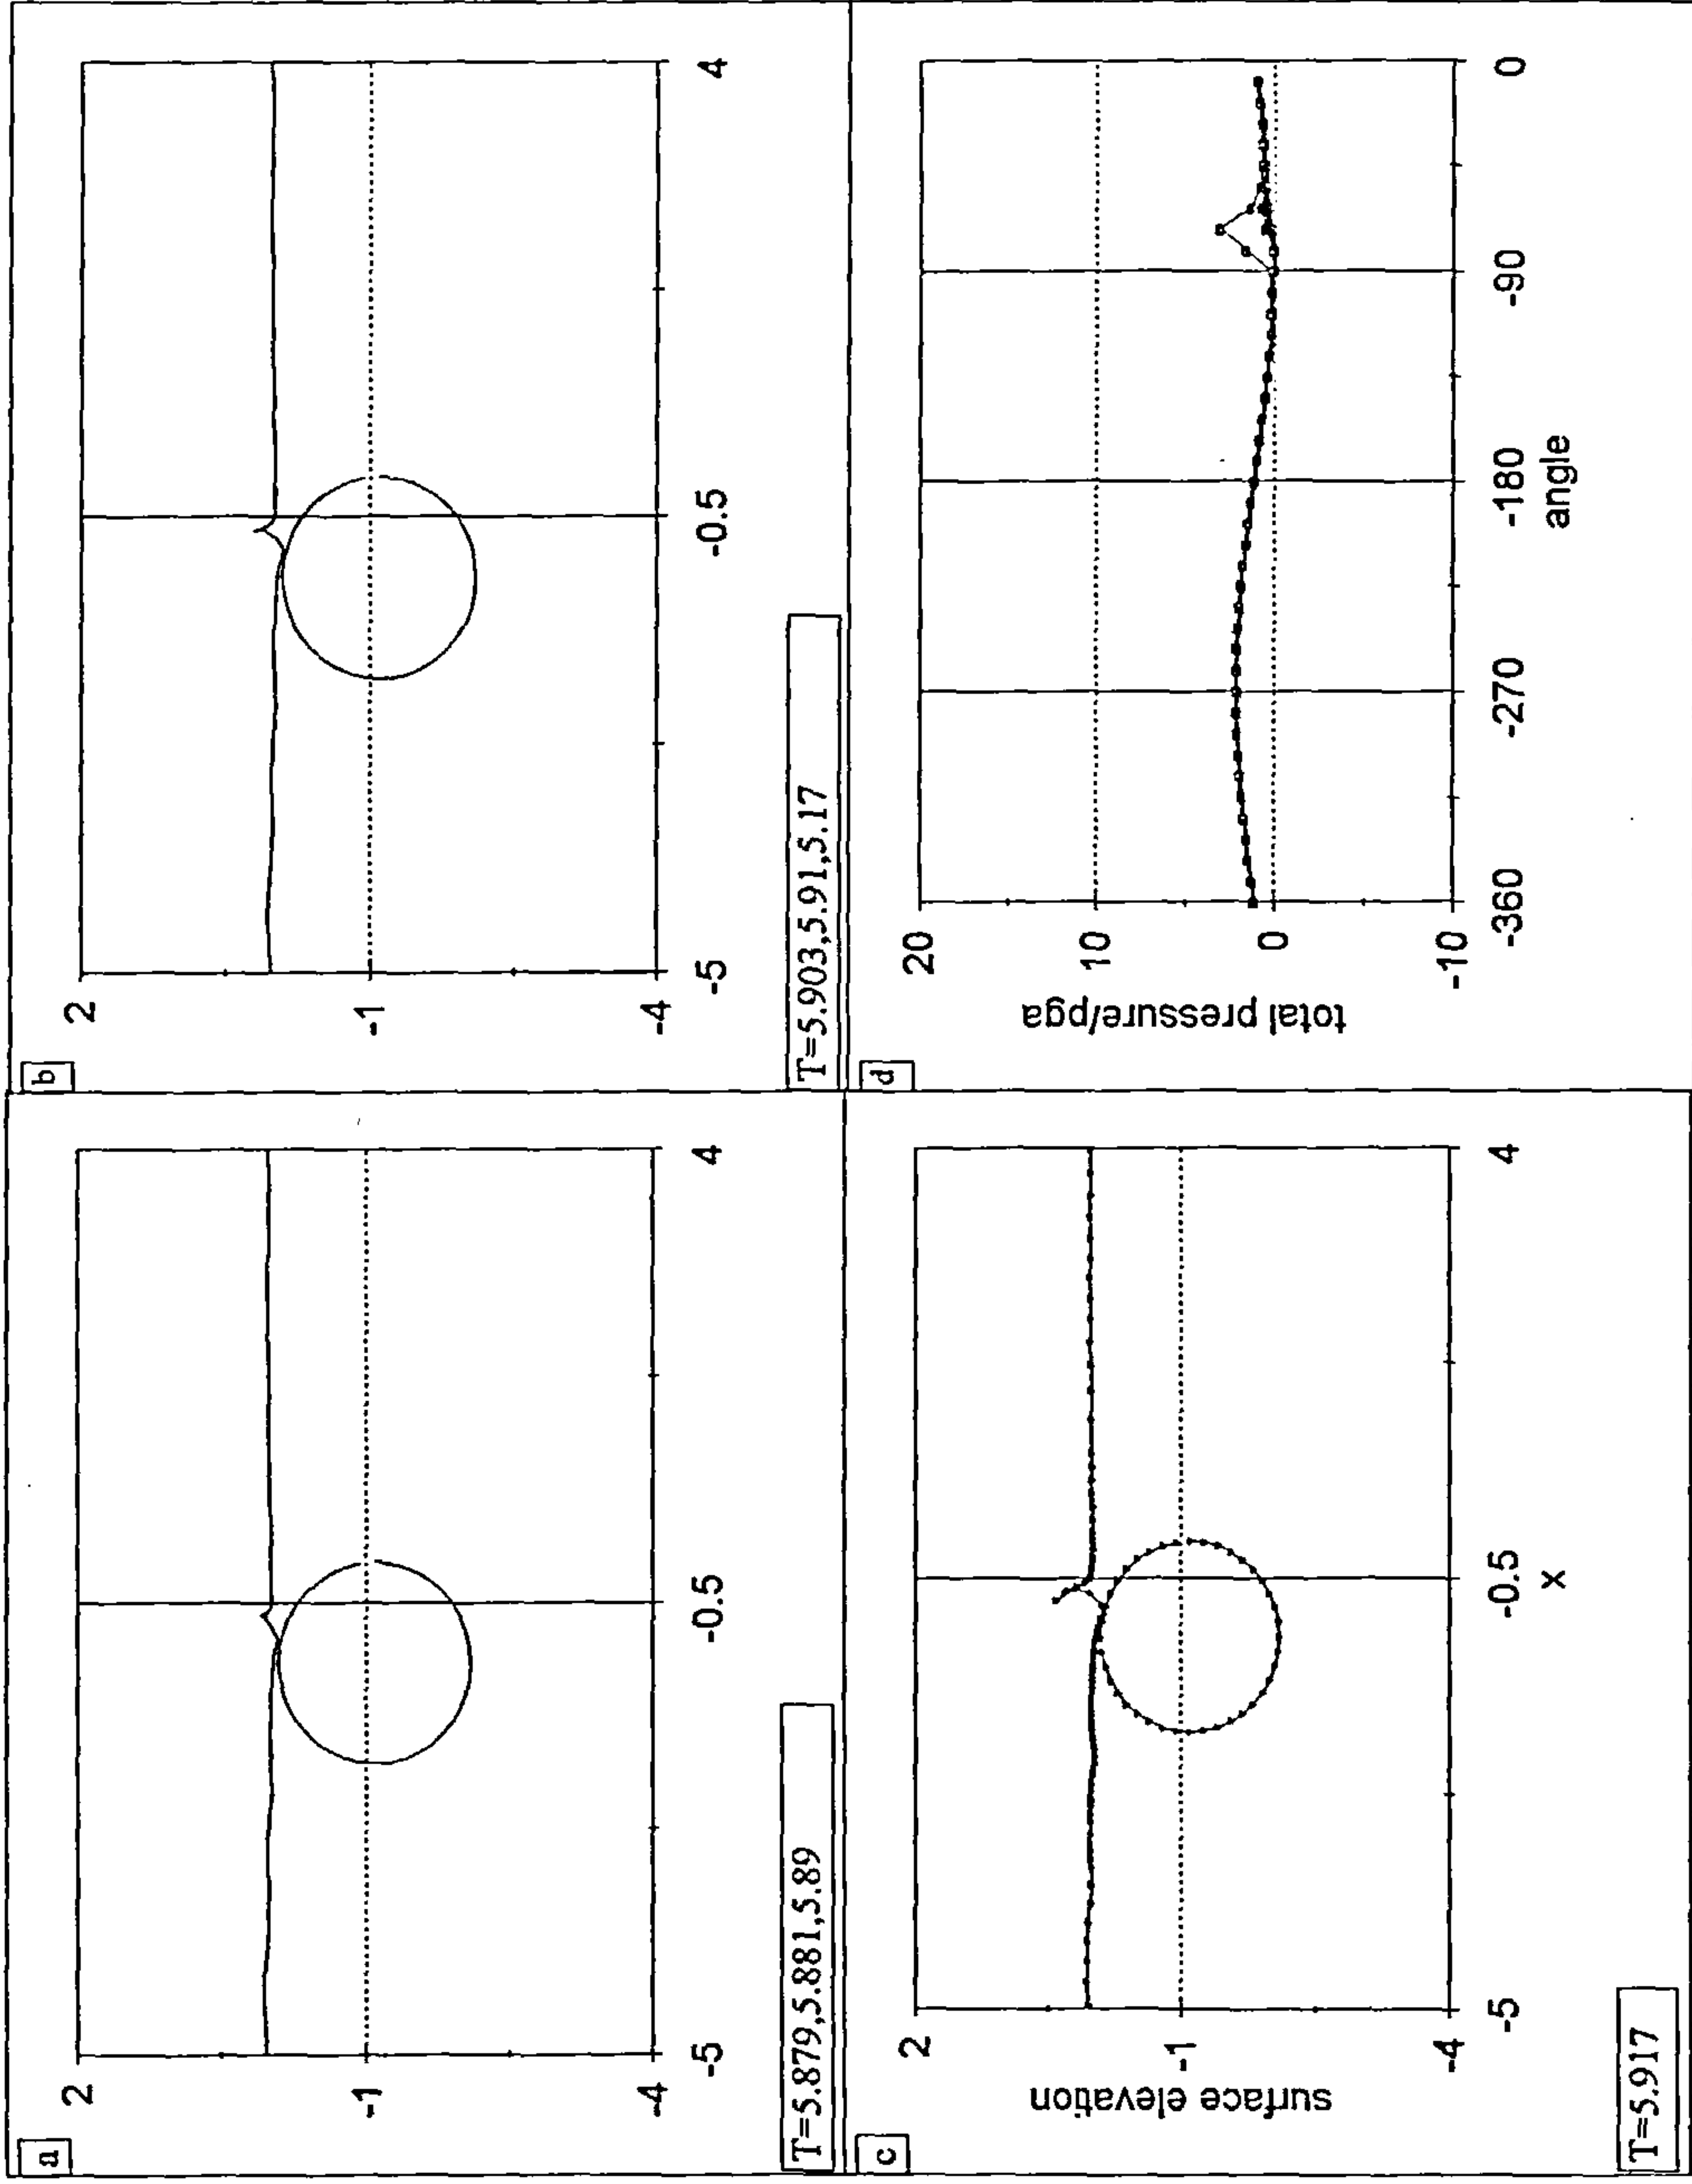 a
2
-1
-4
-5
-0.5
4
T=5.879,5.881,5.89
b
2
-1
-4
-5
-0.5
4
T=5.903,5.91,5.17
c
surface elevation
2
-1
-4
-5
-0.5
4
x
T=5.917
d
total pressure/pga
20
10
0
-10
-360
-270
-180
-90
0
angle